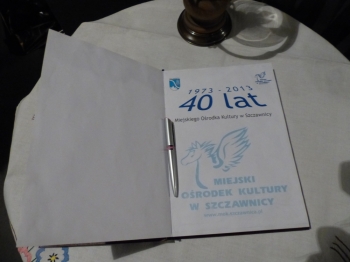 1973 - 2013
40 lat
Miejskiego Ośrodka Kultury w Szczawnicy
MIEJSKI
OŚRODEK KULTURY
W SZCZAWNICY